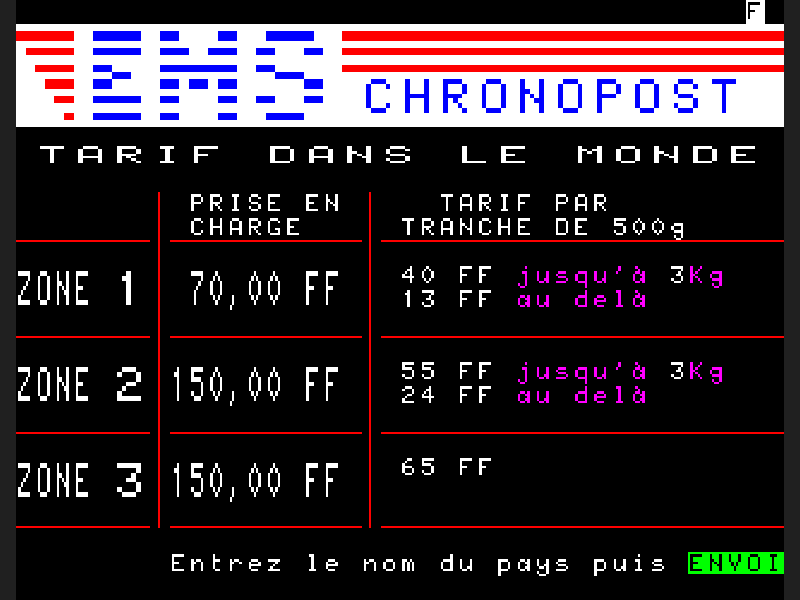 F
EMS
CHRONOPOST
TARIF DANS LE MONDE
PRISE EN
CHARGE
TARIF PAR
TRANCHE DE 500g
ZONE 1
70,00 FF
40 FF jusqu'à 3Kg
13 FF au delà
ZONE 2
150,00 FF
55 FF jusqu'à 3Kg
24 FF au delà
ZONE 3
150,00 FF
65 FF
Entrez le nom du pays puis ENVOI